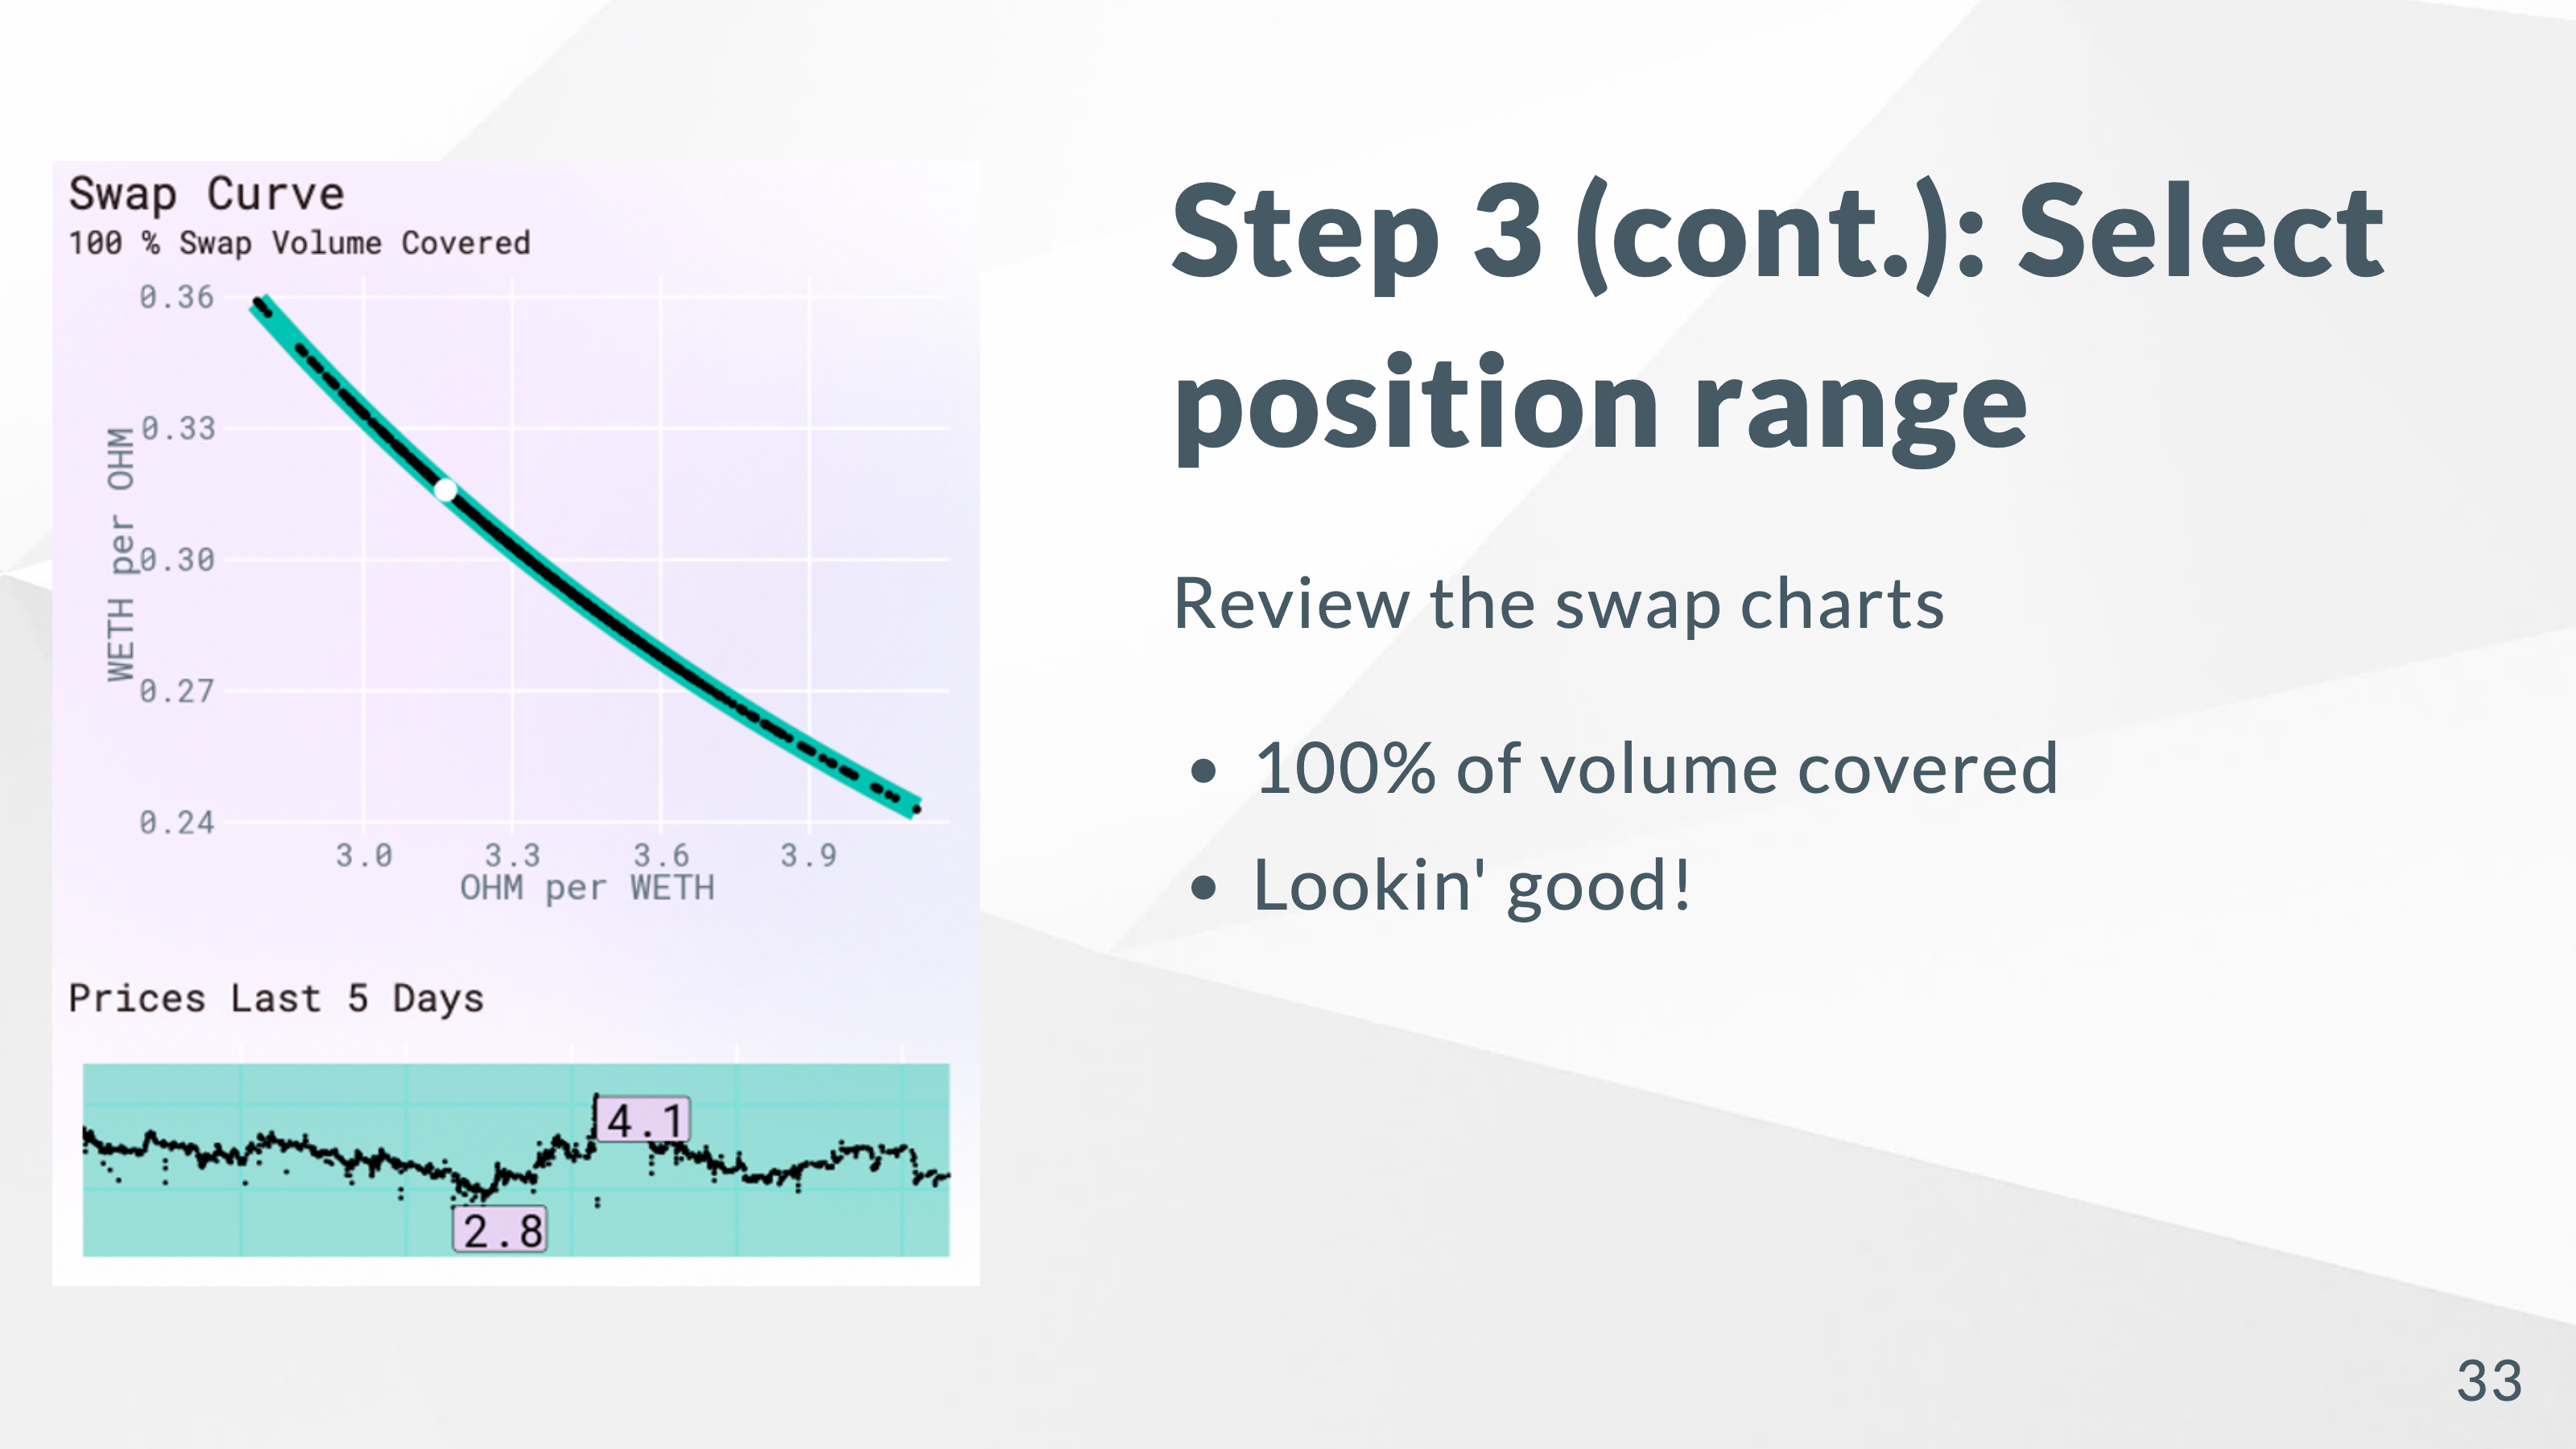 Swap Curve
100 % Swap Volume Covered
0.36
0.33
0.30
0.27
0.24
WETH per OHM
3.0 3.3 3.6 3.9
OHM per WETH
Prices Last 5 Days
4.1
2.8
Step 3 (cont.): Select
position range
Review the swap charts
• 100% of volume covered
• Lookin' good!
33